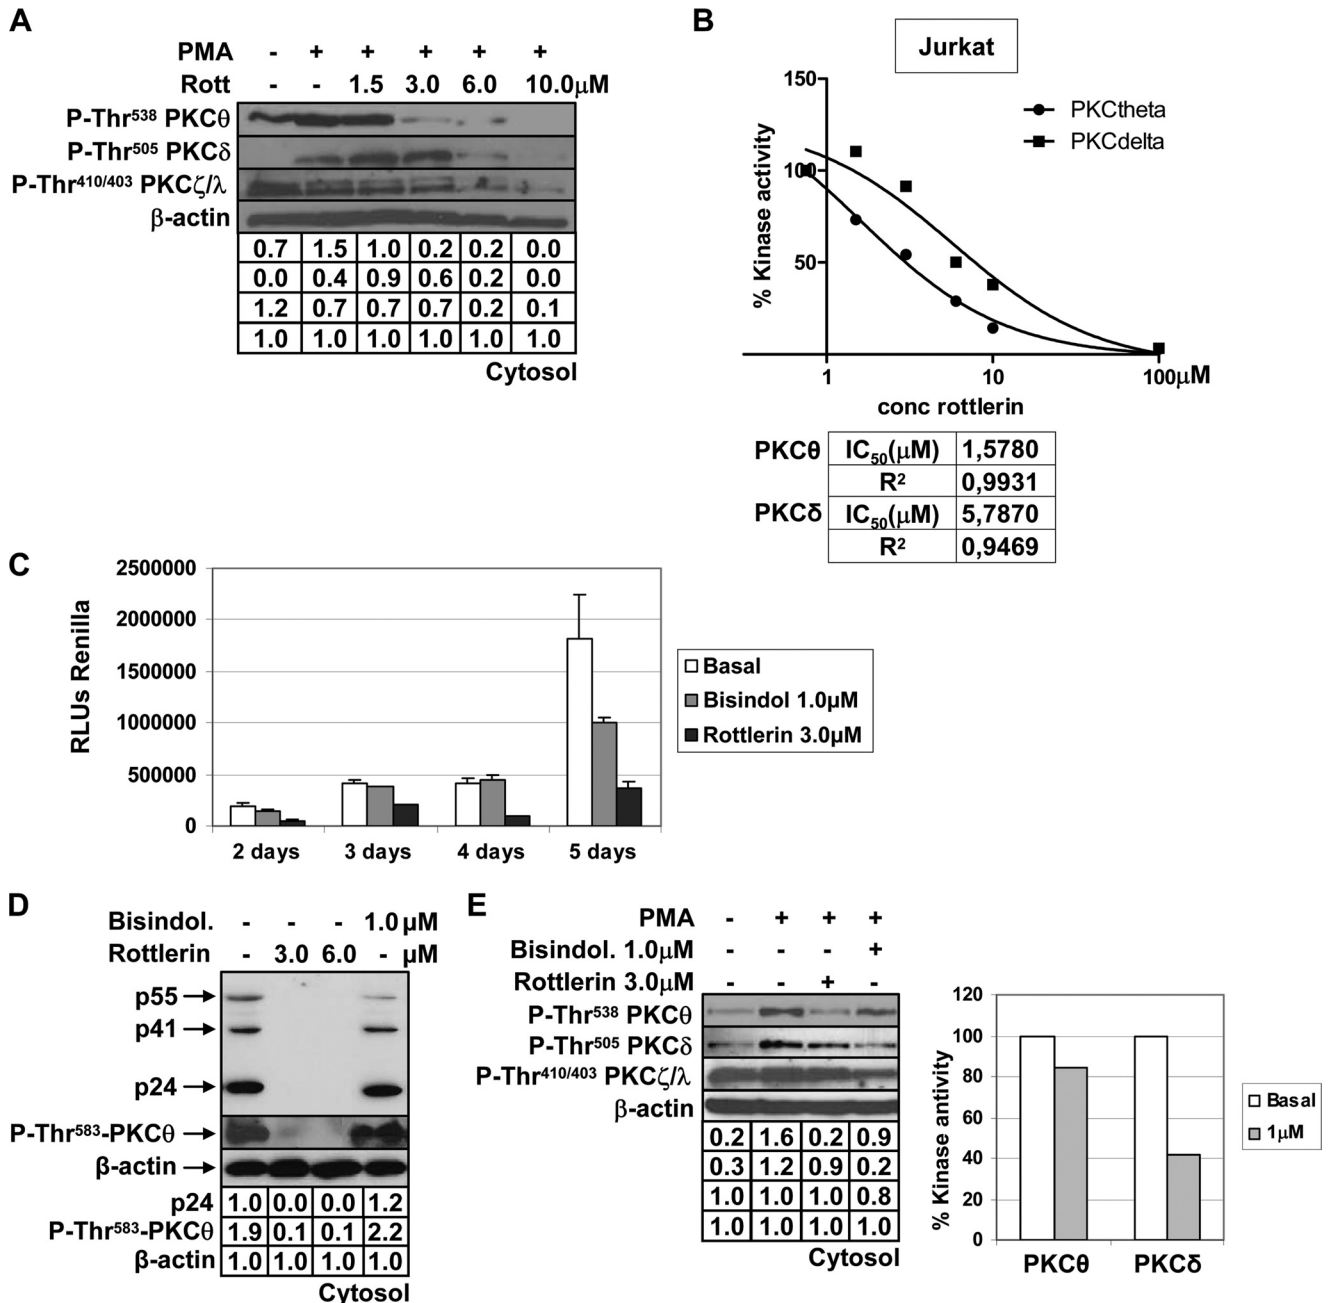 A
PMA - + + + + +
Rott - - 1.5 3.0 6.0 10.0µM
P-Thr538 PKCθ
P-Thr505 PKCδ
P-Thr410/403 PKCζ/λ
β-actin
0.7 1.5 1.0 0.2 0.2 0.0
0.0 0.4 0.9 0.6 0.2 0.0
1.2 0.7 0.7 0.7 0.2 0.1
1.0 1.0 1.0 1.0 1.0 1.0
Cytosol
B
Jurkat
% Kinase activity
150
100
50
PKCtheta
PKCdelta
1 10 100µM
conc rottlerin
PKCθ IC50(µM) 1,5780
R2 0,9931
PKCδ IC50(µM) 5,7870
R2 0,9469
C
RLUs Renilla
2500000
2000000
1500000
1000000
500000
0
2 days 3 days 4 days 5 days
Basal
Bisindol 1.0µM
Rottlerin 3.0µM
D
Bisindol. - - - 1.0 µM
Rottlerin - 3.0 6.0 - µM
p55
p41
p24
P-Thr583-PKCθ
β-actin
p24 1.0 0.0 0.0 1.2
P-Thr583-PKCθ 1.9 0.1 0.1 2.2
β-actin 1.0 1.0 1.0 1.0
Cytosol
E
PMA - + + +
Bisindol. 1.0µM - - - +
Rottlerin 3.0µM - - + -
P-Thr538 PKCθ
P-Thr505 PKCδ
P-Thr410/403 PKCζ/λ
β-actin
0.2 1.6 0.2 0.9
0.3 1.2 0.9 0.2
1.0 1.0 1.0 0.8
1.0 1.0 1.0 1.0
Cytosol
% Kinase antivity
120
100
80
60
40
20
0
PKCθ PKCδ
Basal
1µM